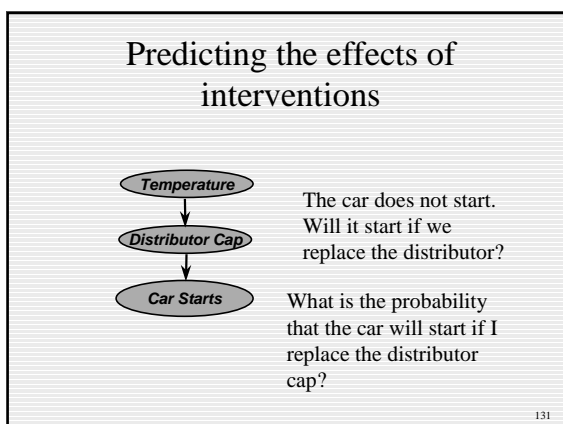 Predicting the effects of
interventions
Temperature
Distributor Cap
Car Starts
The car does not start.
Will it start if we
replace the distributor?
What is the probability
that the car will start if I
replace the distributor
cap?
131